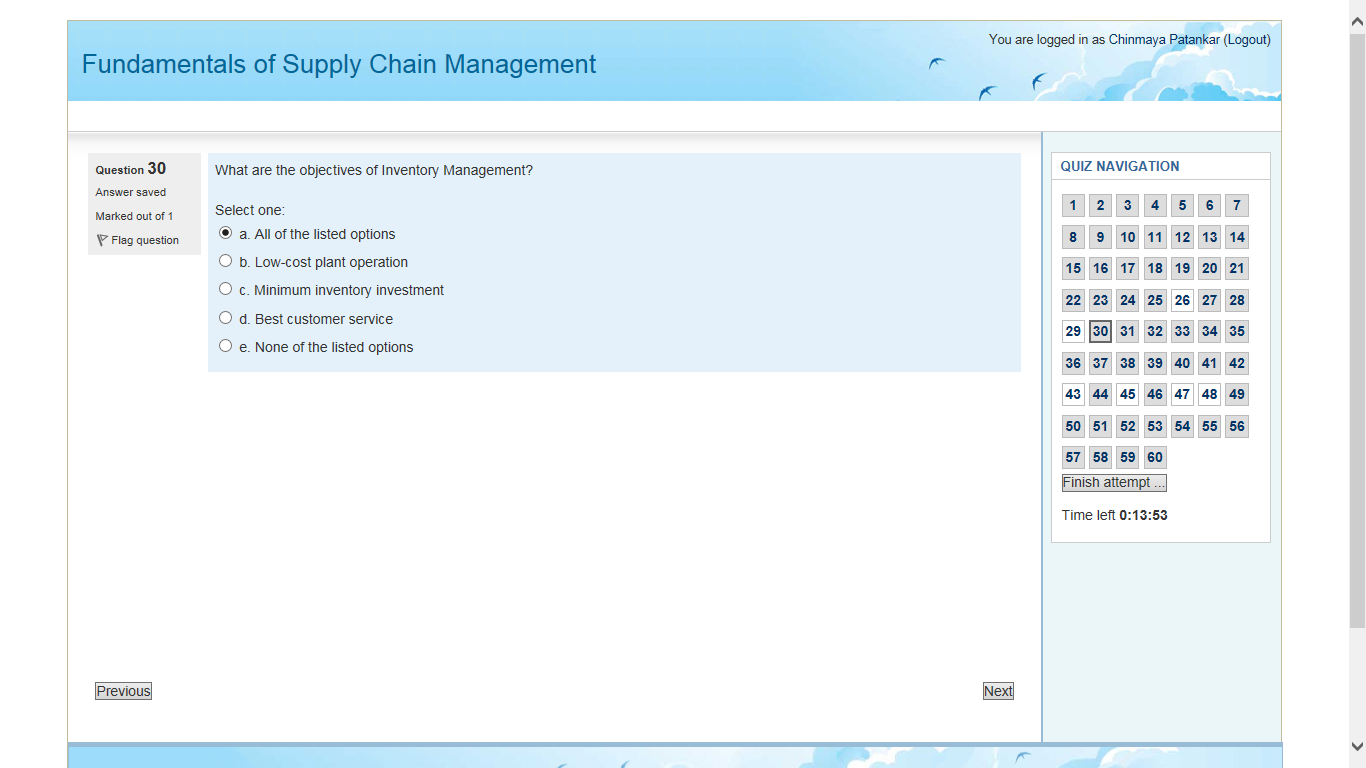 You are logged in as Chinmaya Patankar (Logout)
Fundamentals of Supply Chain Management
Question 30
Answer saved
Marked out of 1
Flag question
What are the objectives of Inventory Management?
Select one:
a. All of the listed options
b. Low-cost plant operation
c. Minimum inventory investment
d. Best customer service
e. None of the listed options
Previous
Next
QUIZ NAVIGATION
1 2 3 4 5 6 7
8 9 10 11 12 13 14
15 16 17 18 19 20 21
22 23 24 25 26 27 28
29 30 31 32 33 34 35
36 37 38 39 40 41 42
43 44 45 46 47 48 49
50 51 52 53 54 55 56
57 58 59 60
Finish attempt ...
Time left 0:13:53